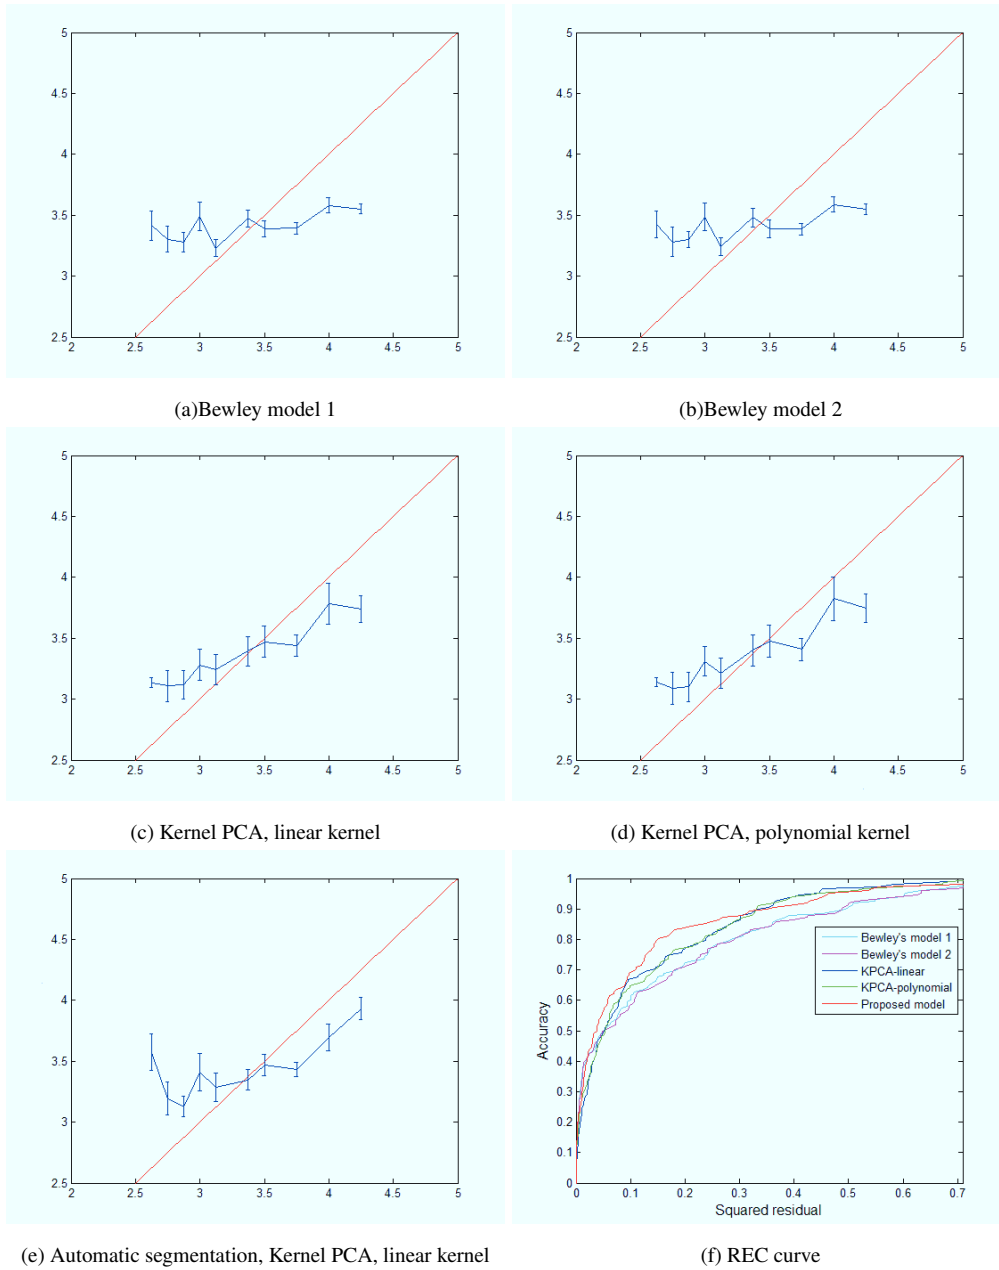 5
4.5
4
3.5
3
2.5
2 2.5 3 3.5 4 4.5 5
5
4.5
4
3.5
3
2.5
2 2.5 3 3.5 4 4.5 5
(a)Bewley model 1
(b)Bewley model 2
5
4.5
4
3.5
3
2.5
2 2.5 3 3.5 4 4.5 5
5
4.5
4
3.5
3
2.5
2 2.5 3 3.5 4 4.5 5
(c) Kernel PCA, linear kernel
(d) Kernel PCA, polynomial kernel
5
4.5
4
3.5
3
2.5
2 2.5 3 3.5 4 4.5 5
1
0.9
0.8
0.7
0.6
0.5
0.4
0.3
0.2
0.1
0
Accuracy
Bewley's model 1
Bewley's model 2
KPCA-linear
KPCA-polynomial
Proposed model
0 0.1 0.2 0.3 0.4 0.5 0.6 0.7
Squared residual
(e) Automatic segmentation, Kernel PCA, linear kernel
(f) REC curve